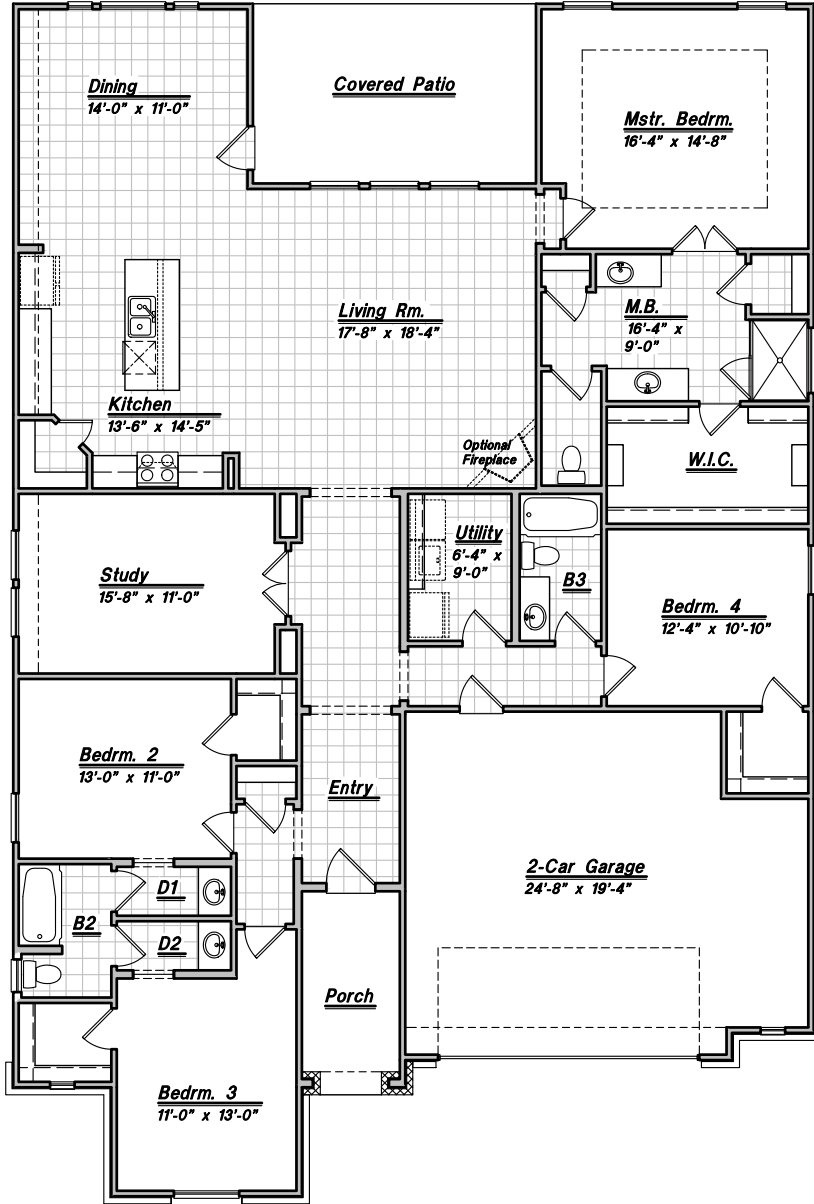 Dining
14'-0" x 11'-0"
Covered Patio
Mstr. Bedrm.
16'-4" x 14'-8"
Living Rm.
17'-8" x 18'-4"
M.B.
16'-4" x
9'-0"
Kitchen
13'-6" x 14'-5"
Optional
Fireplace
W.I.C.
Study
15'-8" x 11'-0"
Utility
6'-4" x
9'-0"
B3
Bedrm. 4
12'-4" x 10'-10"
Bedrm. 2
13'-0" x 11'-0"
Entry
2-Car Garage
24'-8" x 19'-4"
D1
B2
D2
Porch
Bedrm. 3
11'-0" x 13'-0"